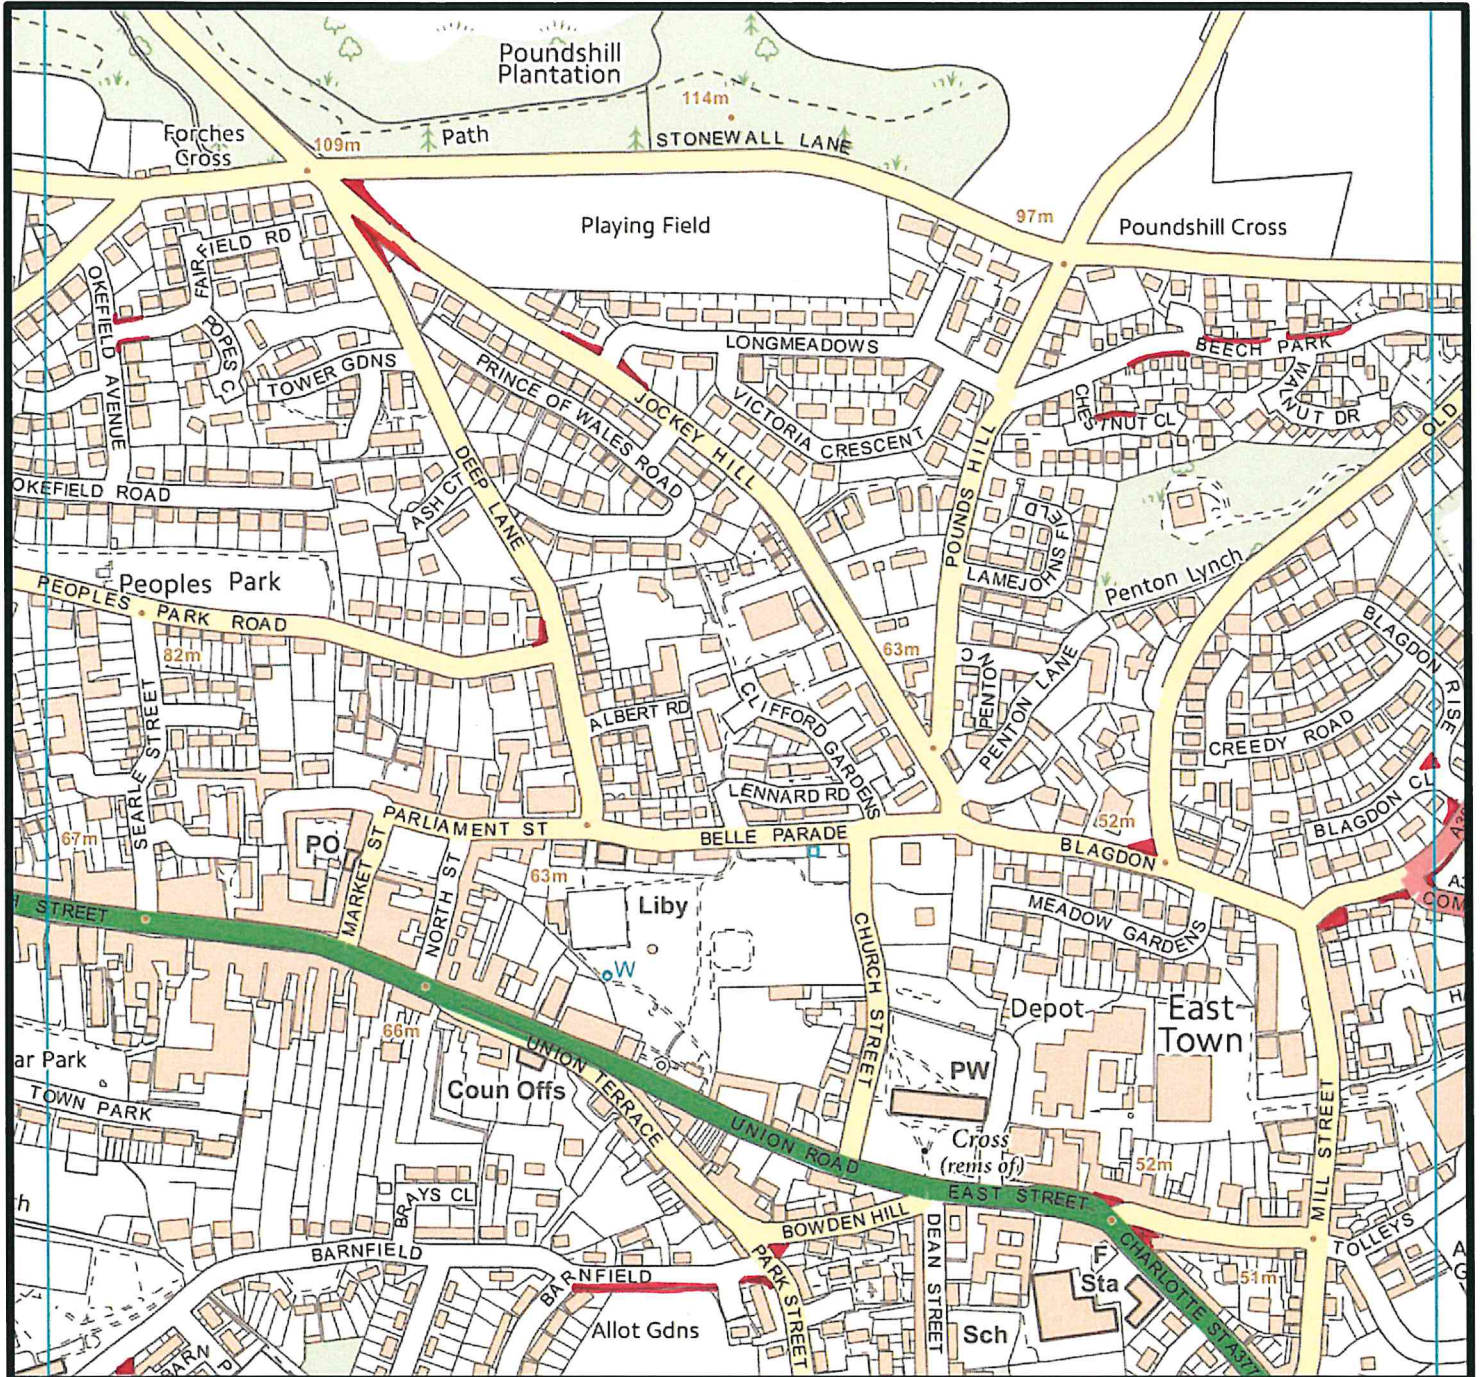 Poundshill
Plantation
114m
Forches
Cross
109m
Path
STONEWALL LANE
Playing Field
97m
Poundshill Cross
FAIRFIELD RD
OKEFIELD AVENUE
POPES C
TOWER GDNS
LONGMEADOWS
BEECH PARK
PRINCE OF WALES ROAD
JOCKEY HILL
VICTORIA CRESCENT
CHESTNUT CL
WALNUT DR
OLD
DEEP LANE
ASH CT
OKEFIELD ROAD
POUNDS HILL
LAMEJOHNS FIELD
Penton Lynch
Peoples Park
PEOPLES PARK ROAD
82m
63m
BLAGDON RISE
SEARLE STREET
ALBERT RD
CLIFFORD GARDENS
PENTON C
PENTON LANE
CREEDY ROAD
LENNARD RD
BLAGDON CL
PARLIAMENT ST
BELLE PARADE
52m
BLAGDON
67m
PO
MARKET ST
NORTH ST
63m
Liby
A3
COM
H STREET
MEADOW GARDENS
CHURCH STREET
W
Depot
East
Town
66m
ar Park
Coun Offs
UNION TERRACE
PW
TOWN PARK
UNION ROAD
Cross
(rems of)
52m
EAST STREET
MILL STREET
BRAYS CL
BOWDEN HILL
TOLLEYS
BARNFIELD
BARNFIELD
PARK STREET
DEAN STREET
F
Sta
CHARLOTTE ST A377
51m
Allot Gdns
Sch
BARN P